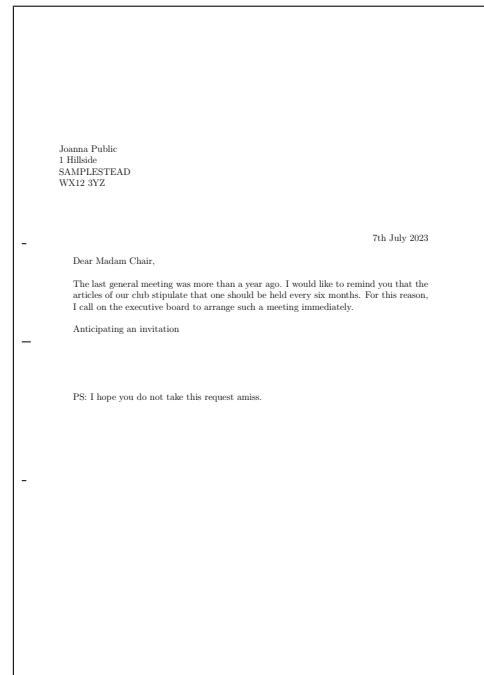 Joanna Public
1 Hillside
SAMPLESTEAD
WX12 3YZ
7th July 2023
Dear Madam Chair,
The last general meeting was more than a year ago. I would like to remind you that the
articles of our club stipulate that one should be held every six months. For this reason,
I call on the executive board to arrange such a meeting immediately.
Anticipating an invitation
PS: I hope you do not take this request amiss.